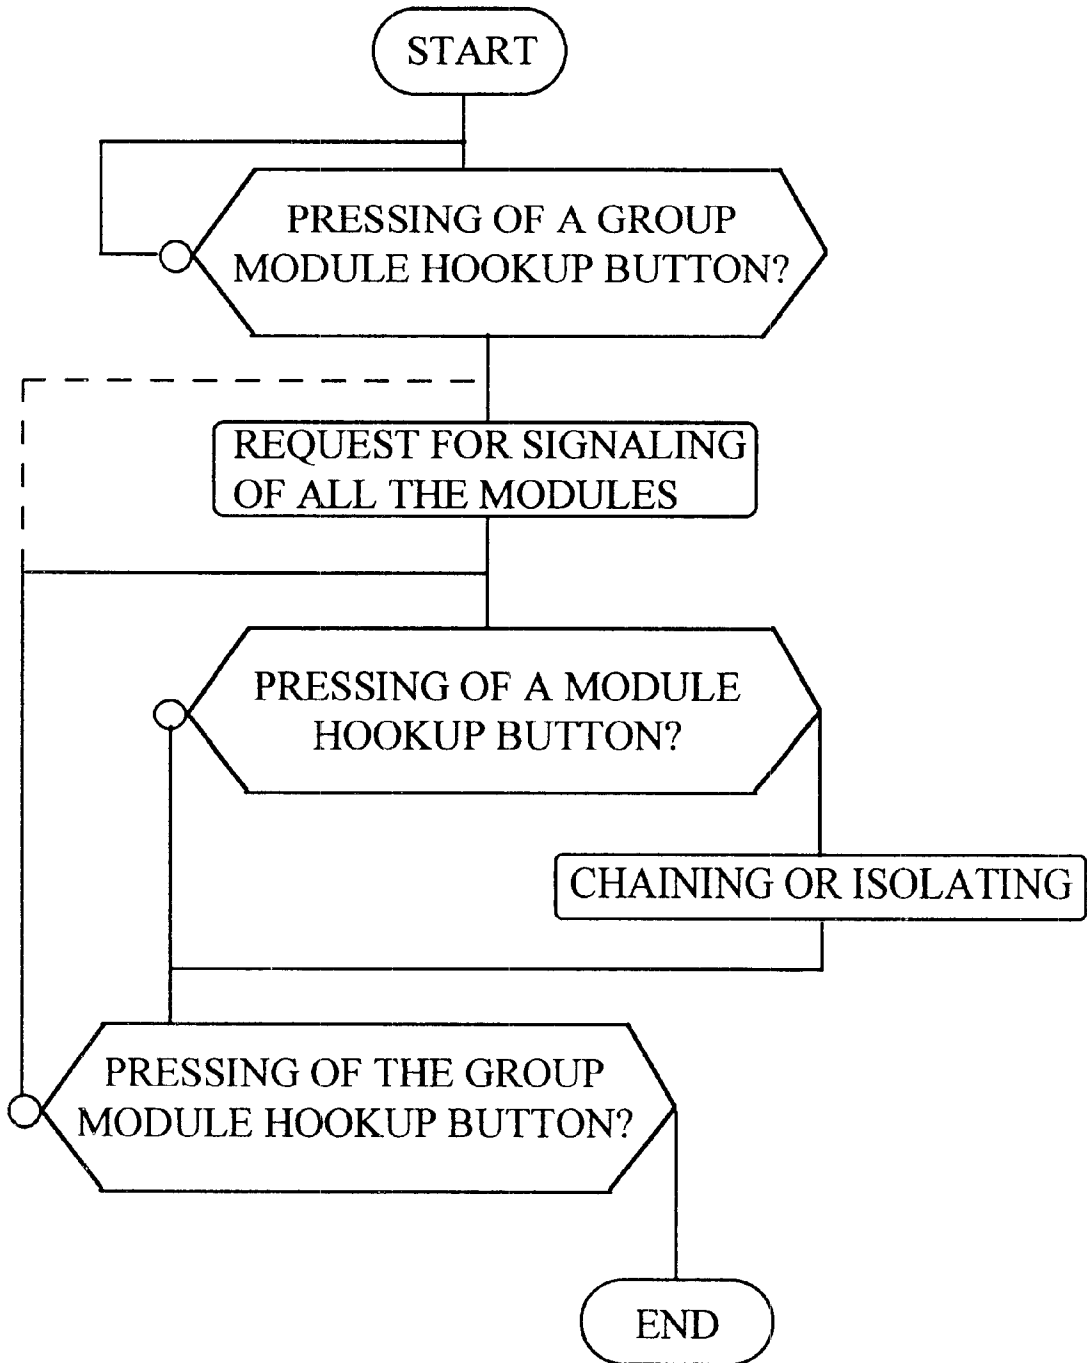 START
PRESSING OF A GROUP
MODULE HOOKUP BUTTON?
REQUEST FOR SIGNALING
OF ALL THE MODULES
PRESSING OF A MODULE
HOOKUP BUTTON?
CHAINING OR ISOLATING
PRESSING OF THE GROUP
MODULE HOOKUP BUTTON?
END